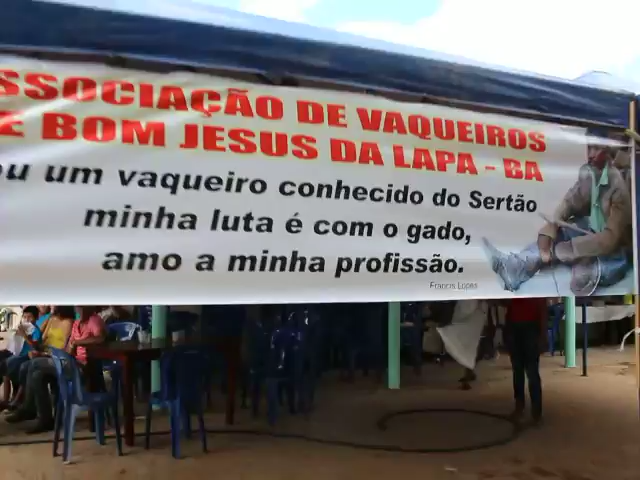 SSOCIAÇÃO DE VAQUEIROS
E BOM JESUS DA LAPA - BA
ou um vaqueiro conhecido do Sertão
minha luta é com o gado,
amo a minha profissão.
Francis Lopes